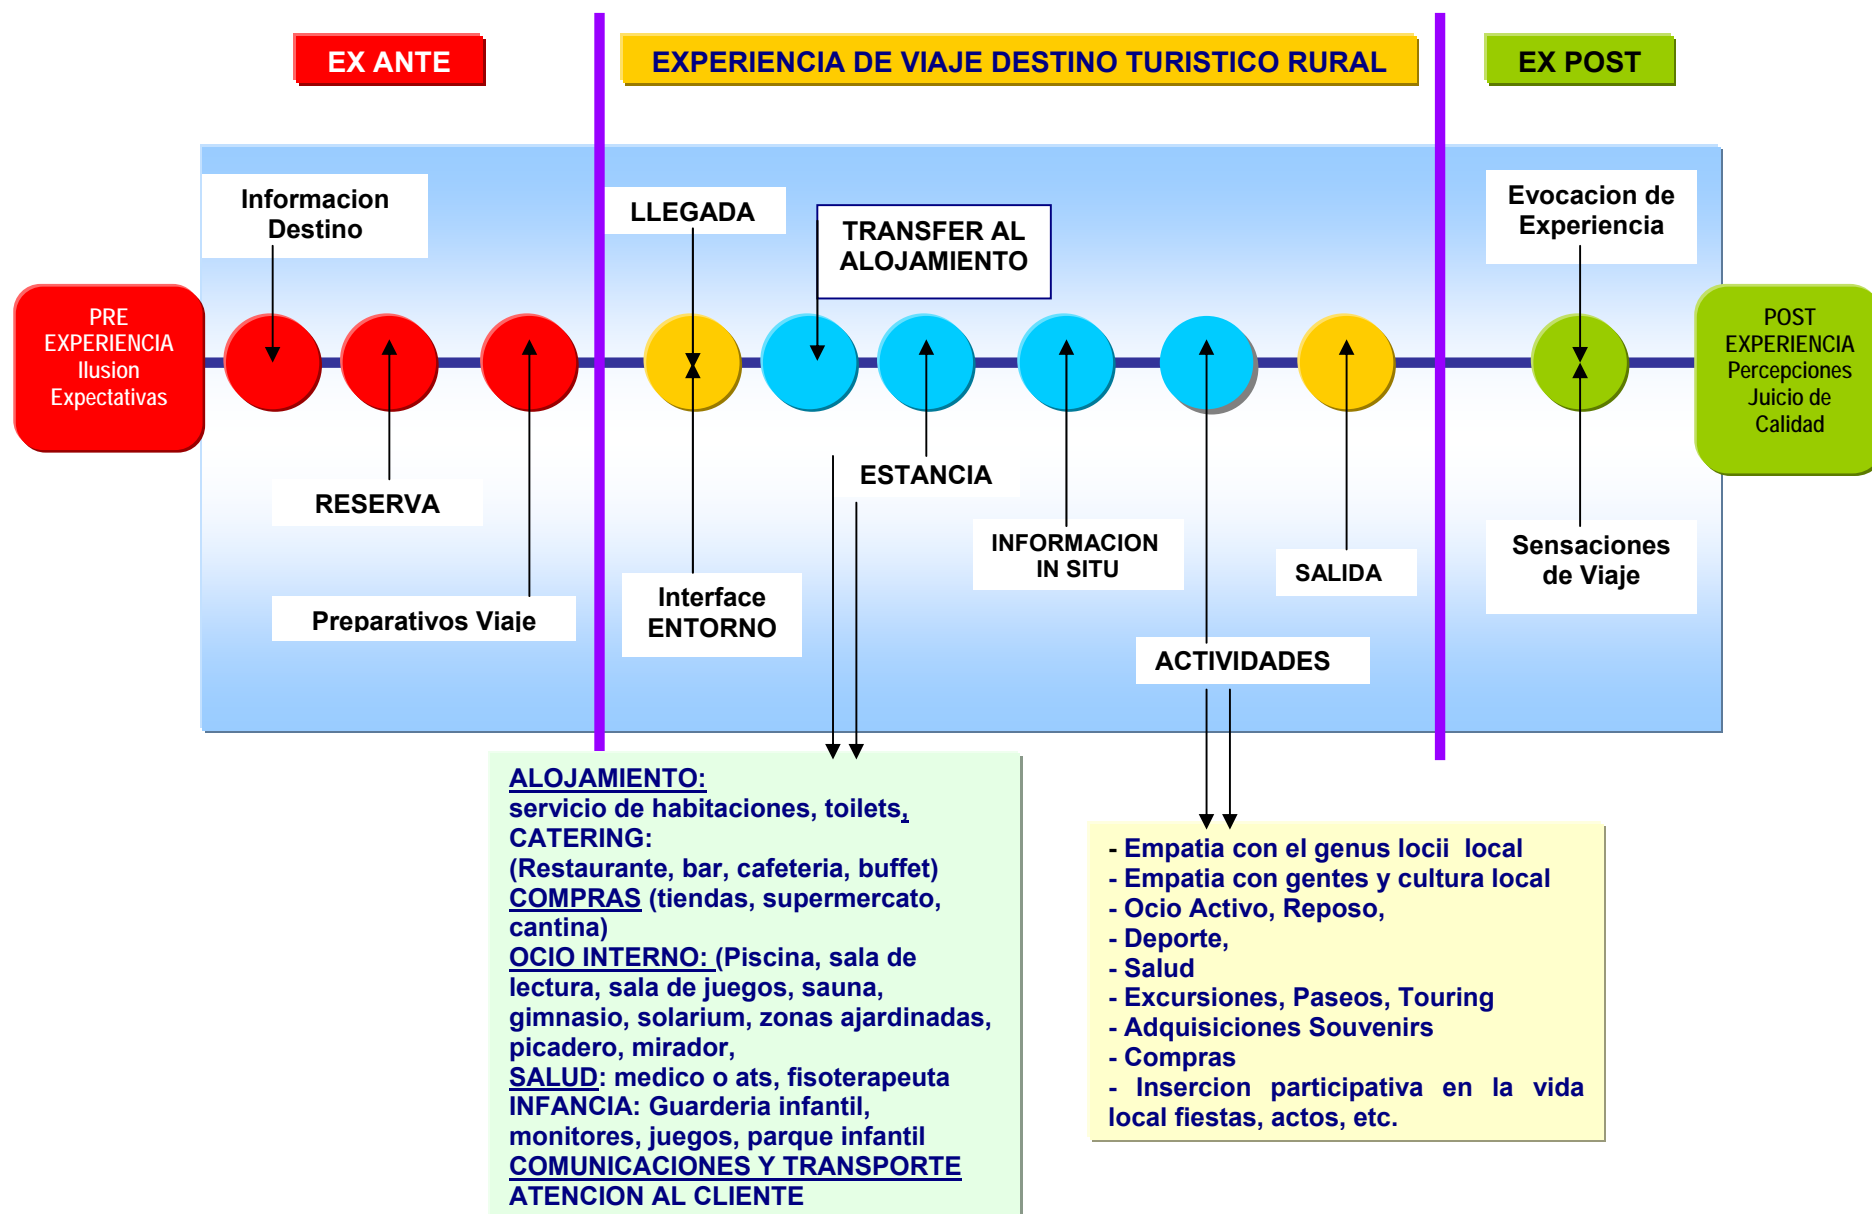 EX ANTE
EXPERIENCIA DE VIAJE DESTINO TURISTICO RURAL
EX POST
Informacion
Destino
LLEGADA
TRANSFER AL
ALOJAMIENTO
Evocacion de
Experiencia
PRE
EXPERIENCIA
Ilusion
Expectativas
POST
EXPERIENCIA
Percepciones
Juicio de
Calidad
RESERVA
ESTANCIA
INFORMACION
IN SITU
SALIDA
Sensaciones
de Viaje
Preparativos Viaje
Interface
ENTORNO
ACTIVIDADES
ALOJAMIENTO:
servicio de habitaciones, toilets,
CATERING:
(Restaurante, bar, cafeteria, buffet)
COMPRAS (tiendas, supermercato,
cantina)
OCIO INTERNO: (Piscina, sala de
lectura, sala de juegos, sauna,
gimnasio, solarium, zonas ajardinadas,
picadero, mirador,
SALUD: medico o ats, fisoterapeuta
INFANCIA: Guarderia infantil,
monitores, juegos, parque infantil
COMUNICACIONES Y TRANSPORTE
ATENCION AL CLIENTE
- Empatia con el genus locii local
- Empatia con gentes y cultura local
- Ocio Activo, Reposo,
- Deporte,
- Salud
- Excursiones, Paseos, Touring
- Adquisiciones Souvenirs
- Compras
- Insercion participativa en la vida
local fiestas, actos, etc.